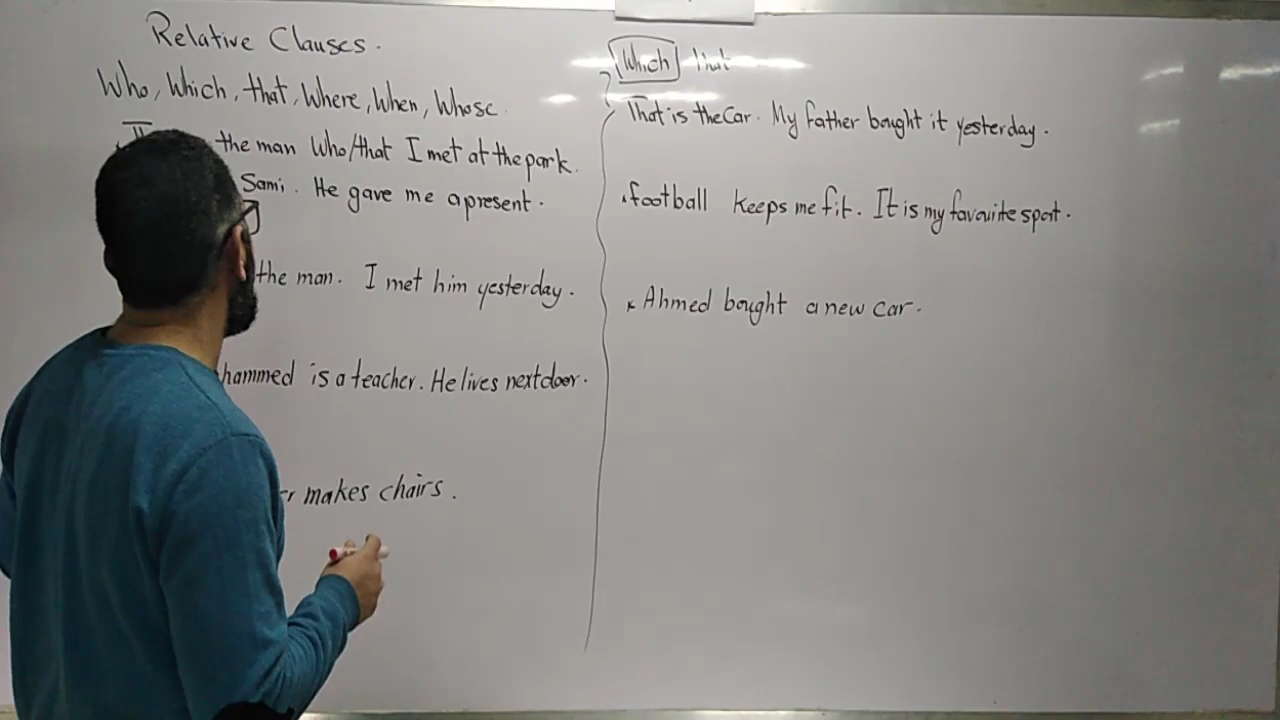 Relative Clauses.
Who, Which, that, Where, When, Whose
the man Who/that I met at the park.
Sami. He gave me a present.
the man. I met him yesterday.
hammed is a teacher. He lives next door.
makes chairs.
Which that
That is the Car. My father bought it yesterday.
football keeps me fit. It is my favourite sport.
Ahmed bought a new car.